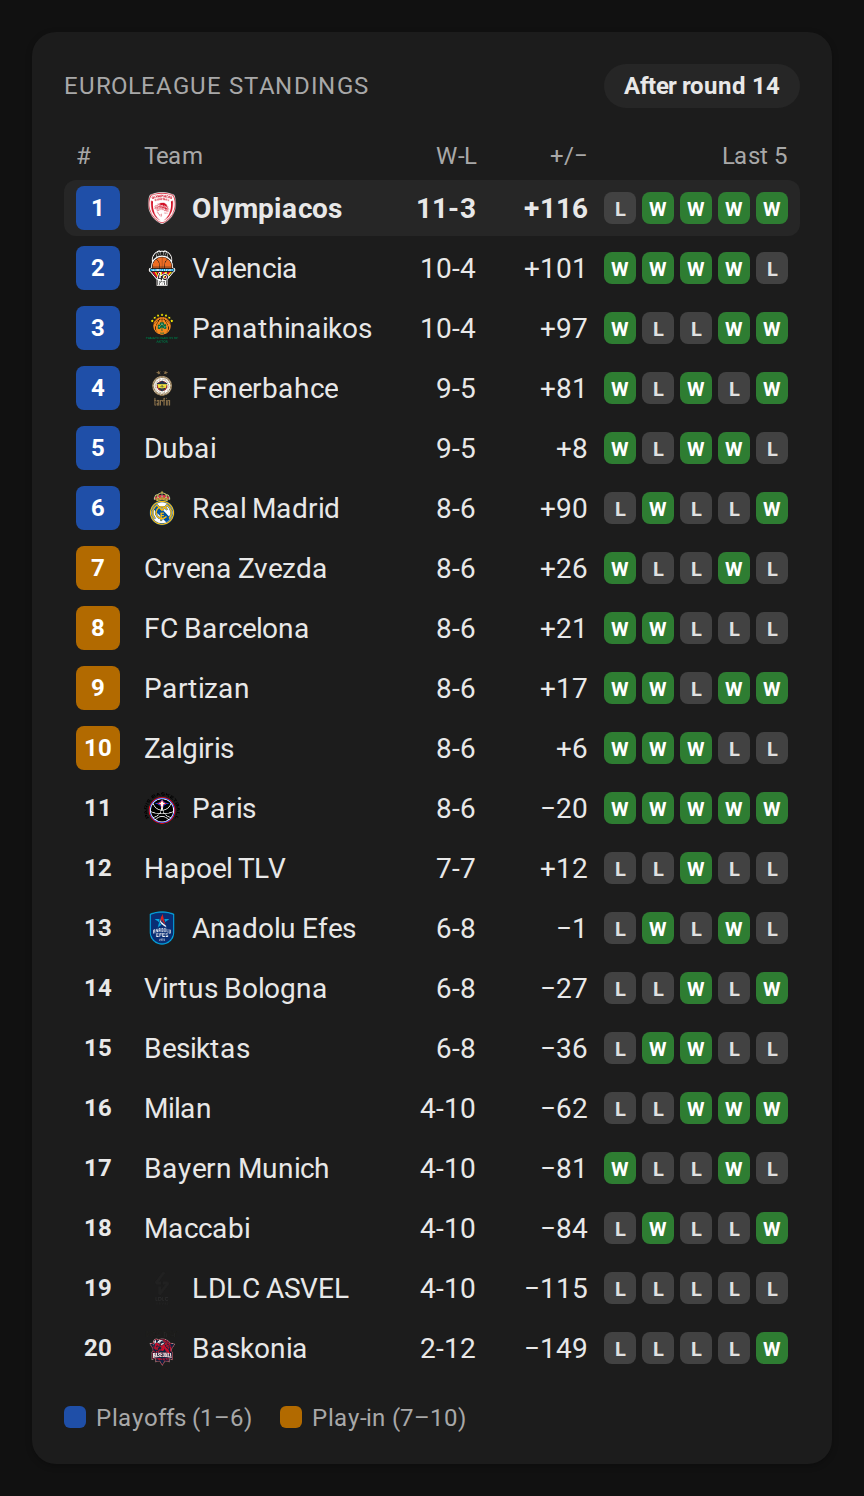 EUROLEAGUE STANDINGS After round 14
# Team W-L +/− Last 5
1 Olympiacos 11-3 +116 L W W W W
2 Valencia 10-4 +101 W W W W L
3 Panathinaikos 10-4 +97 W L L W W
4 Fenerbahce 9-5 +81 W L W L W
5 Dubai 9-5 +8 W L W W L
6 Real Madrid 8-6 +90 L W L L W
7 Crvena Zvezda 8-6 +26 W L L W L
8 FC Barcelona 8-6 +21 W W L L L
9 Partizan 8-6 +17 W W L W W
10 Zalgiris 8-6 +6 W W W L L
11 Paris 8-6 −20 W W W W W
12 Hapoel TLV 7-7 +12 L L W L L
13 Anadolu Efes 6-8 −1 L W L W L
14 Virtus Bologna 6-8 −27 L L W L W
15 Besiktas 6-8 −36 L W W L L
16 Milan 4-10 −62 L L W W W
17 Bayern Munich 4-10 −81 W L L W L
18 Maccabi 4-10 −84 L W L L W
19 LDLC ASVEL 4-10 −115 L L L L L
20 Baskonia 2-12 −149 L L L L W
Playoffs (1–6) Play-in (7–10)